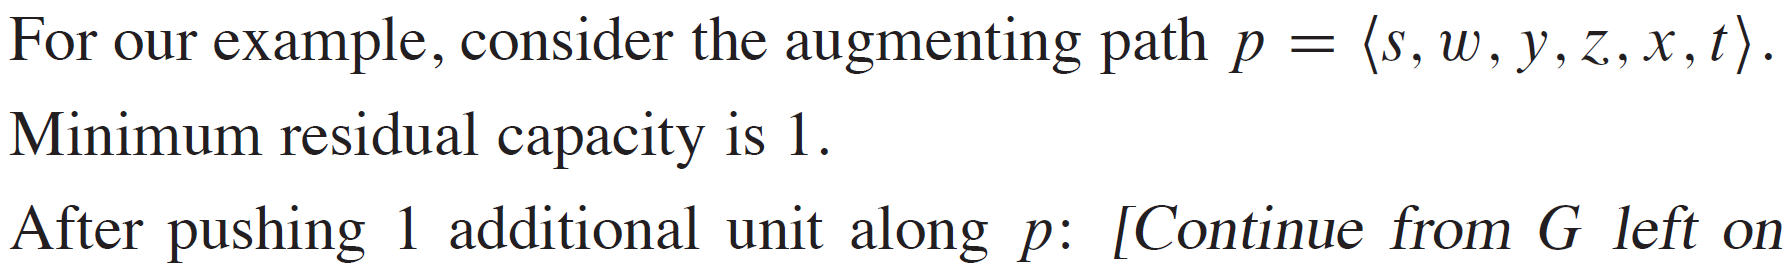 For our example, consider the augmenting path p = ⟨s, w, y, z, x, t⟩.
Minimum residual capacity is 1.
After pushing 1 additional unit along p: [Continue from G left on